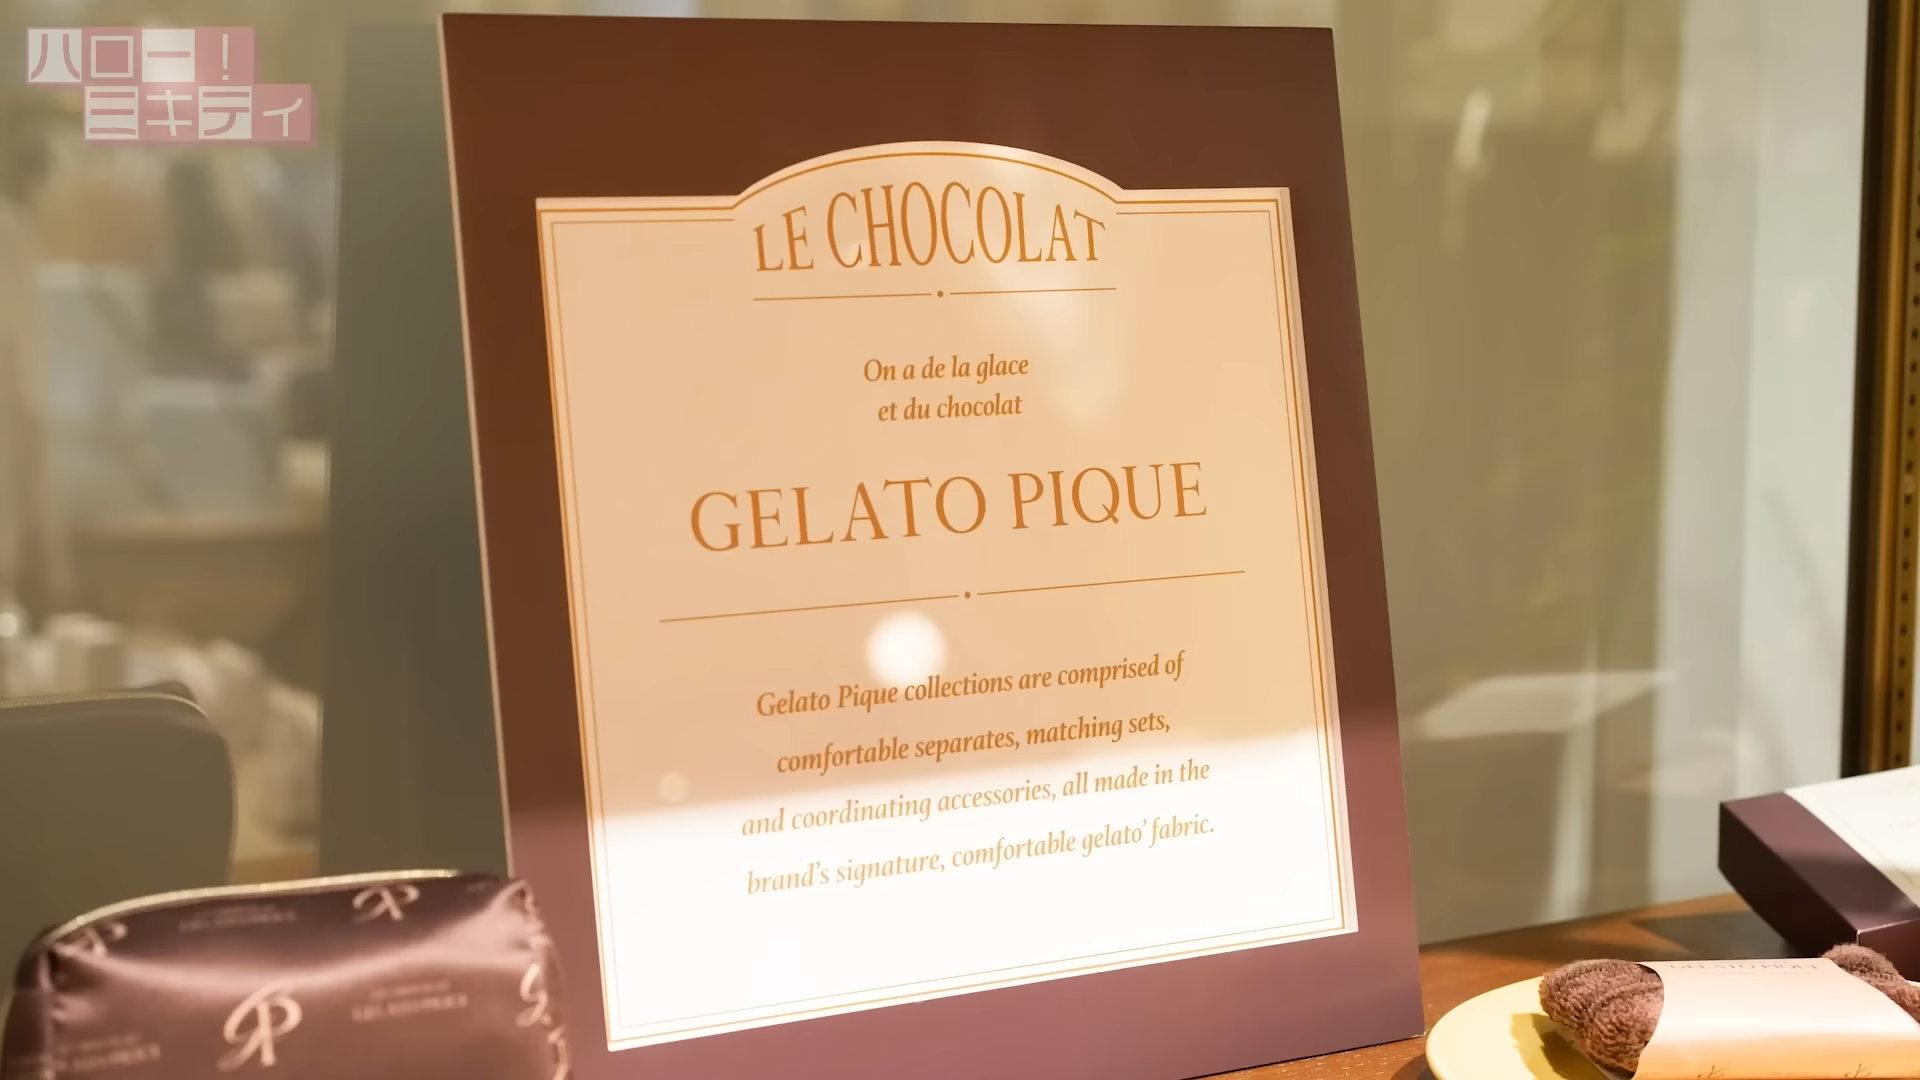 ハロー!
ミキティ
LE CHOCOLAT
On a de la glace
et du chocolat
GELATO PIQUE
Gelato Pique collections are comprised of
comfortable separates, matching sets,
and coordinating accessories, all made in the
brand's signature, comfortable gelato' fabric.
GELATO PIQUE